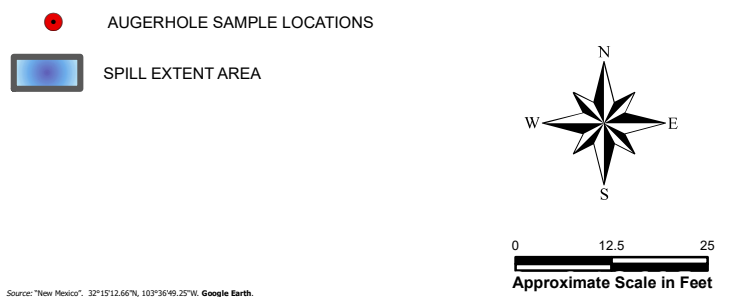 AUGERHOLE SAMPLE LOCATIONS
SPILL EXTENT AREA
N
W E
S
0 12.5 25
Approximate Scale in Feet
Source: "New Mexico". 32°15'12.66"N, 103°36'49.25"W. Google Earth.